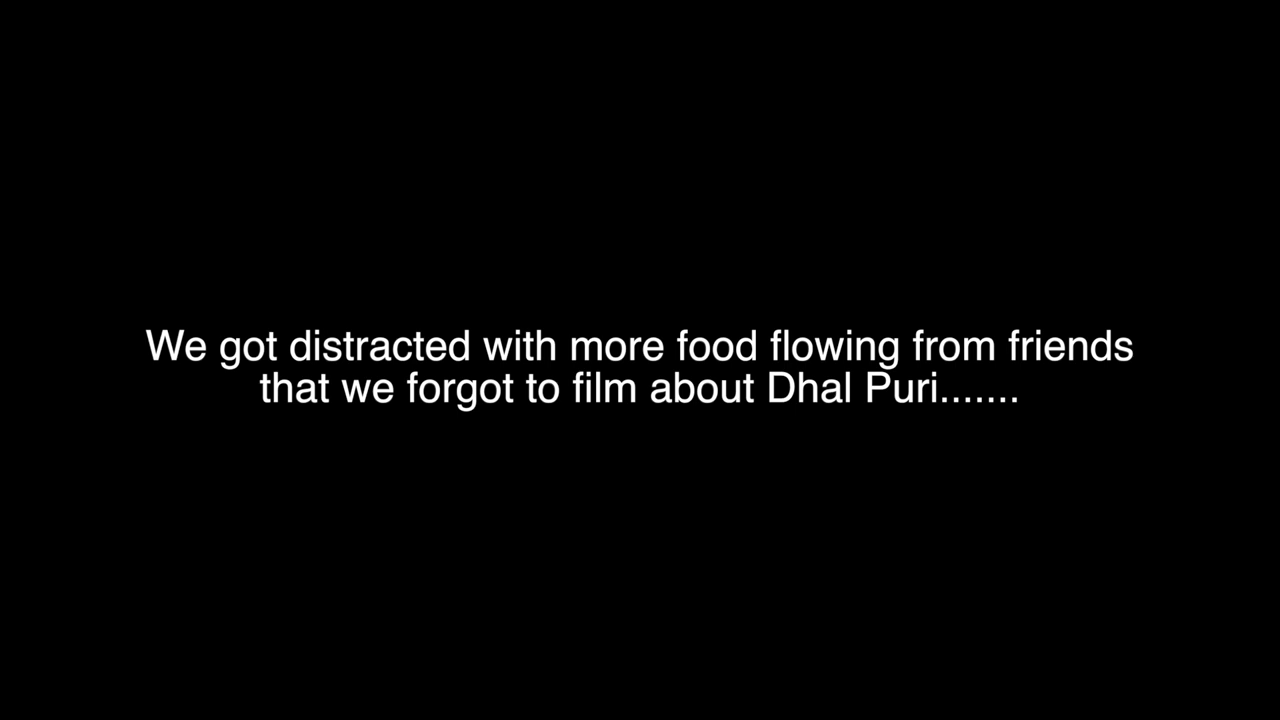 We got distracted with more food flowing from friends
that we forgot to film about Dhal Puri.......